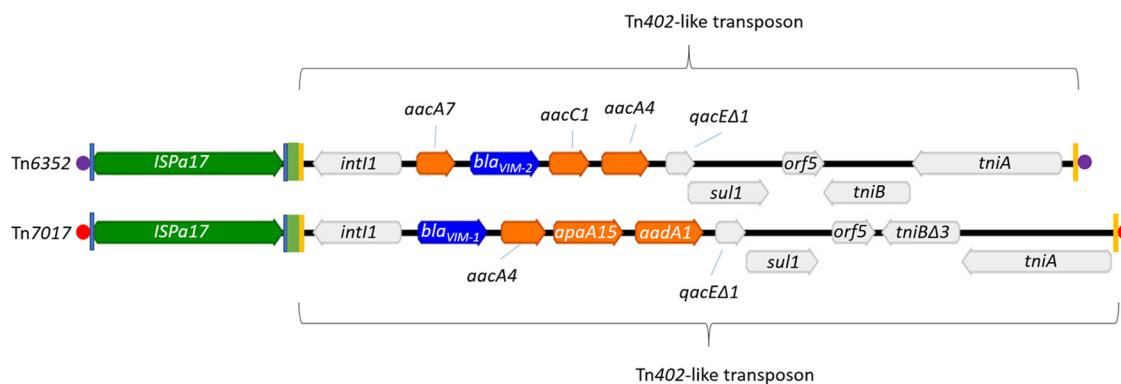 Tn402-like transposon
aacA7
aacC1
aacA4
qacEΔ1
Tn6352
ISPa17
intI1
blaVIM-2
orf5
tniA
sul1
tniB
Tn7017
ISPa17
intI1
blaVIM-1
apaA15
aadA1
orf5
tniBΔ3
aacA4
qacEΔ1
sul1
tniA
Tn402-like transposon